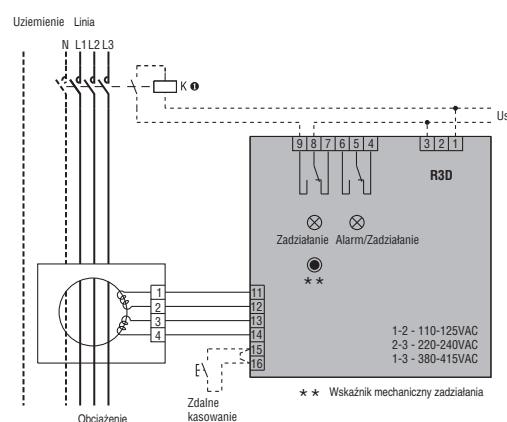 Uziemienie Linia
N L1 L2 L3
K ❶
Us
9 8 7 6 5 4 3 2 1
R3D
Zadziałanie Alarm/Zadziałanie
* *
1 11
2 12
3 13
4 14
15
16
1-2 - 110-125VAC
2-3 - 220-240VAC
1-3 - 380-415VAC
E
* * Wskaźnik mechaniczny zadziałania
Zdalne
kasowanie
Obciążenie